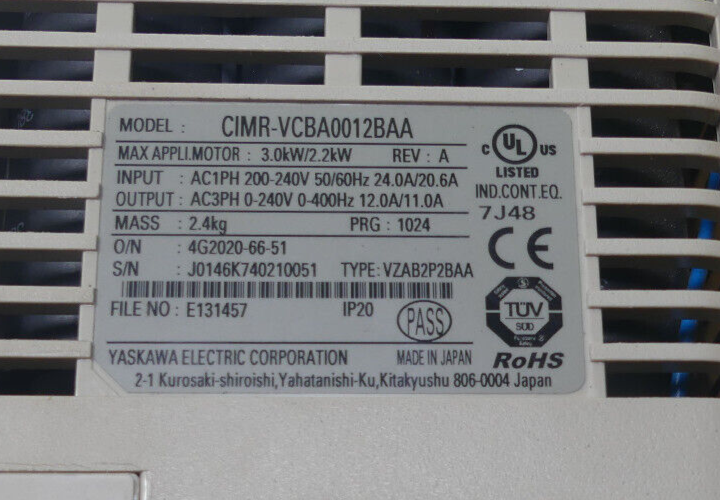 MODEL : CIMR-VCBA0012BAA
MAX APPLI.MOTOR : 3.0kW/2.2kW REV : A
INPUT : AC1PH 200-240V 50/60Hz 24.0A/20.6A
OUTPUT : AC3PH 0-240V 0-400Hz 12.0A/11.0A
MASS : 2.4kg PRG : 1024
O/N : 4G2020-66-51
S/N : J0146K740210051 TYPE : VZAB2P2BAA
FILE NO : E131457 IP20
PASS
YASKAWA ELECTRIC CORPORATION MADE IN JAPAN
2-1 Kurosaki-shiroishi,Yahatanishi-Ku,Kitakyushu 806-0004 Japan
C UL US
LISTED
IND.CONT.EQ.
7J48
CE
TÜV
SÜD
RoHS